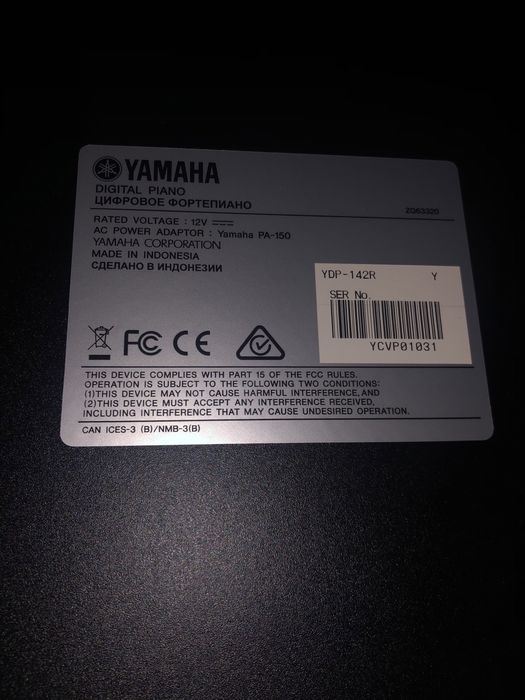 YAMAHA
DIGITAL PIANO
ЦИФРОВОЕ ФОРТЕПИАНО
ZQ63320
RATED VOLTAGE : 12V
AC POWER ADAPTOR : Yamaha PA-150
YAMAHA CORPORATION
MADE IN INDONESIA
СДЕЛАНО В ИНДОНЕЗИИ
YDP-142R Y
SER No.
YCVP01031
FC CE
THIS DEVICE COMPLIES WITH PART 15 OF THE FCC RULES.
OPERATION IS SUBJECT TO THE FOLLOWING TWO CONDITIONS:
(1)THIS DEVICE MAY NOT CAUSE HARMFUL INTERFERENCE,AND
(2)THIS DEVICE MUST ACCEPT ANY INTERFERENCE RECEIVED,
INCLUDING INTERFERENCE THAT MAY CAUSE UNDESIRED OPERATION.
CAN ICES-3 (B)/NMB-3(B)